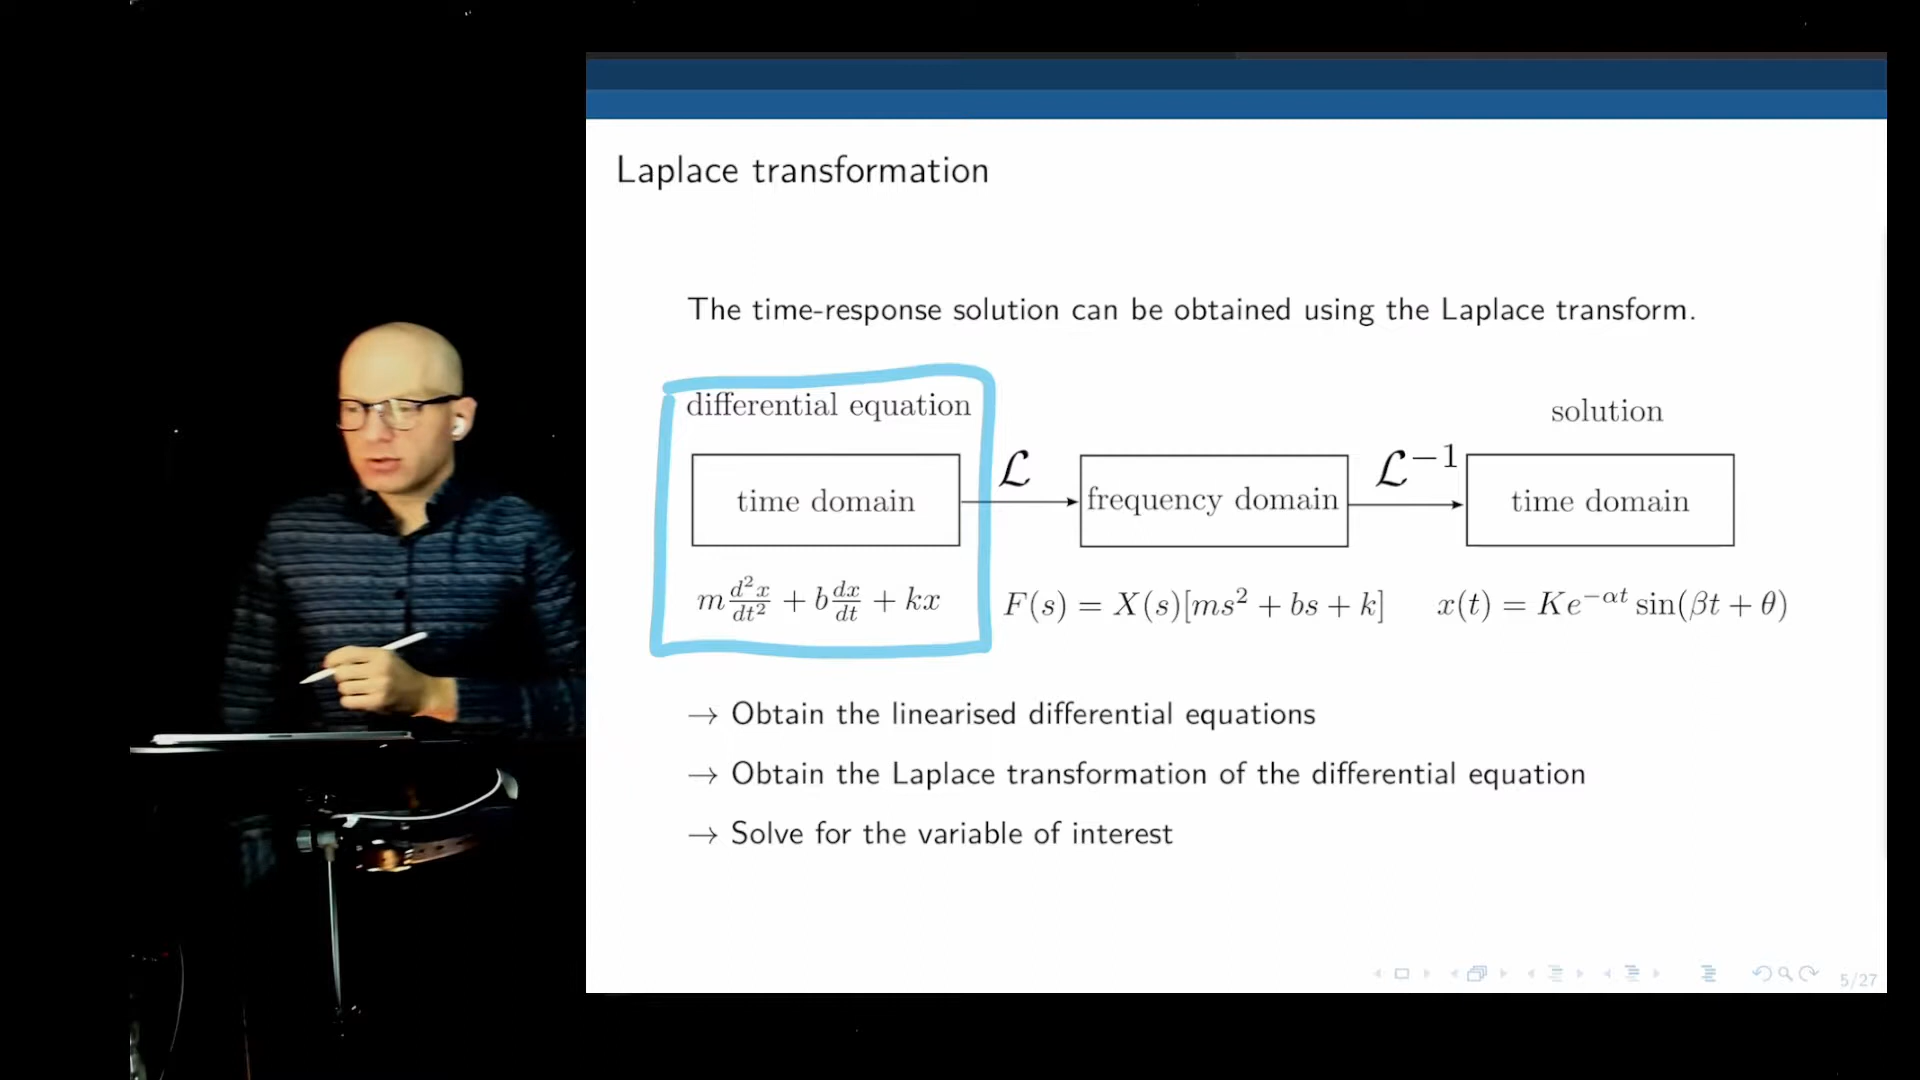 Laplace transformation
The time-response solution can be obtained using the Laplace transform.
differential equation
solution
ℒ
ℒ⁻¹
time domain
frequency domain
time domain
m d²x/dt² + b dx/dt + kx
F(s) = X(s)[ms² + bs + k]
x(t) = Ke^{−αt} sin(βt + θ)
→ Obtain the linearised differential equations
→ Obtain the Laplace transformation of the differential equation
→ Solve for the variable of interest
5/27